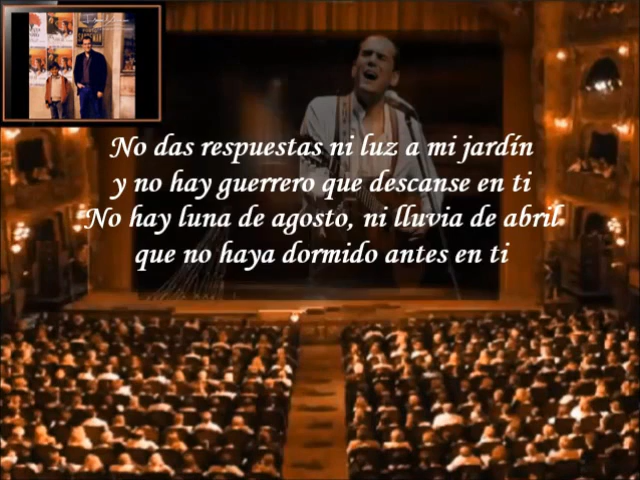 No das respuestas ni luz a mi jardín
y no hay guerrero que descanse en ti
No hay luna de agosto, ni lluvia de abril
que no haya dormido antes en ti